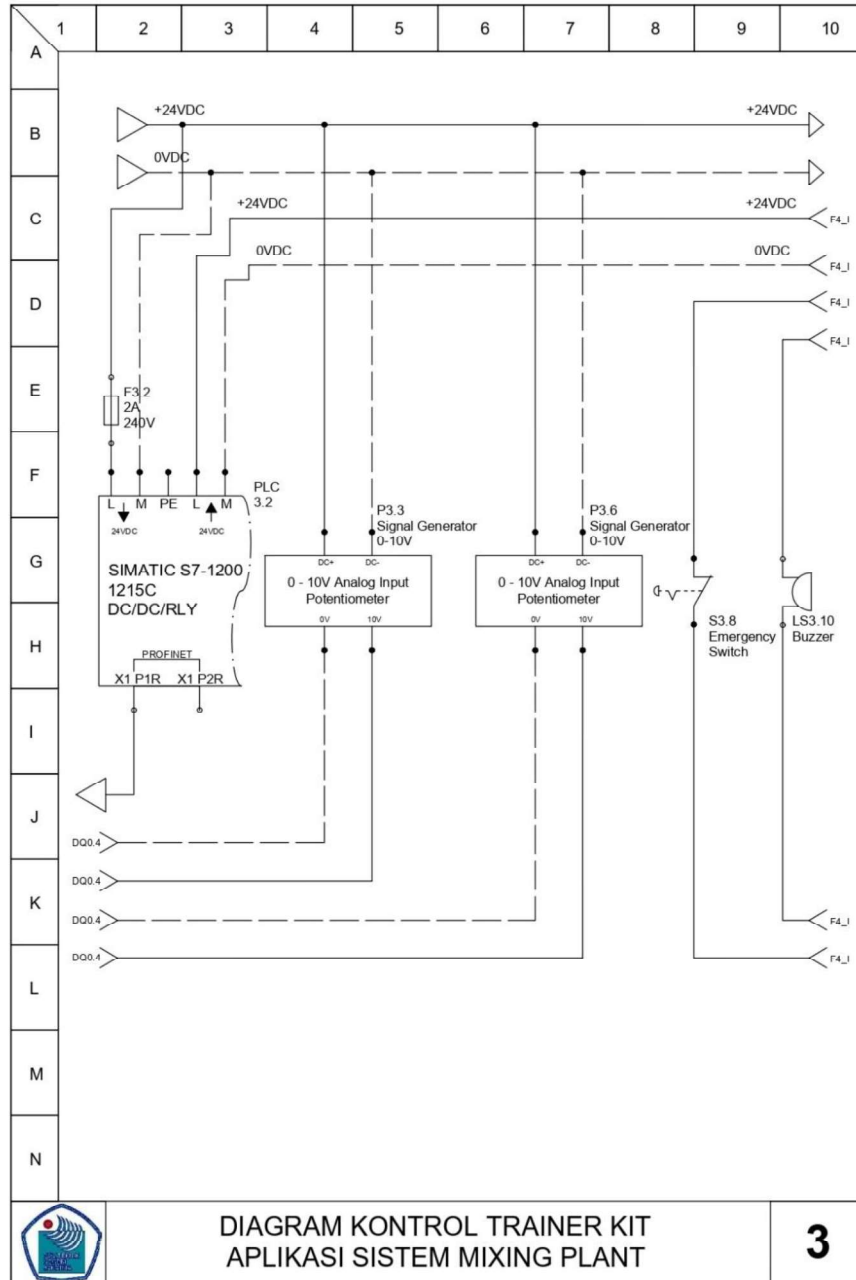 1 2 3 4 5 6 7 8 9 10
A
B
C
D
E
F
G
H
I
J
K
L
M
N
+24VDC
+24VDC
0VDC
+24VDC
+24VDC
0VDC
0VDC
F4_I
F4_I
F4_I
F4_I
F3.2
2A
240V
L M PE L M
PLC
3.2
24VDC
24VDC
SIMATIC S7-1200
1215C
DC/DC/RLY
PROFINET
X1 P1R X1 P2R
P3.3
Signal Generator
0-10V
DC+ DC-
0 - 10V Analog Input
Potentiometer
0V 10V
P3.6
Signal Generator
0-10V
DC+ DC-
0 - 10V Analog Input
Potentiometer
0V 10V
S3.8
Emergency
Switch
LS3.10
Buzzer
DQ0.4
DQ0.4
DQ0.4
DQ0.4
F4_I
F4_I
DIAGRAM KONTROL TRAINER KIT
APLIKASI SISTEM MIXING PLANT
3